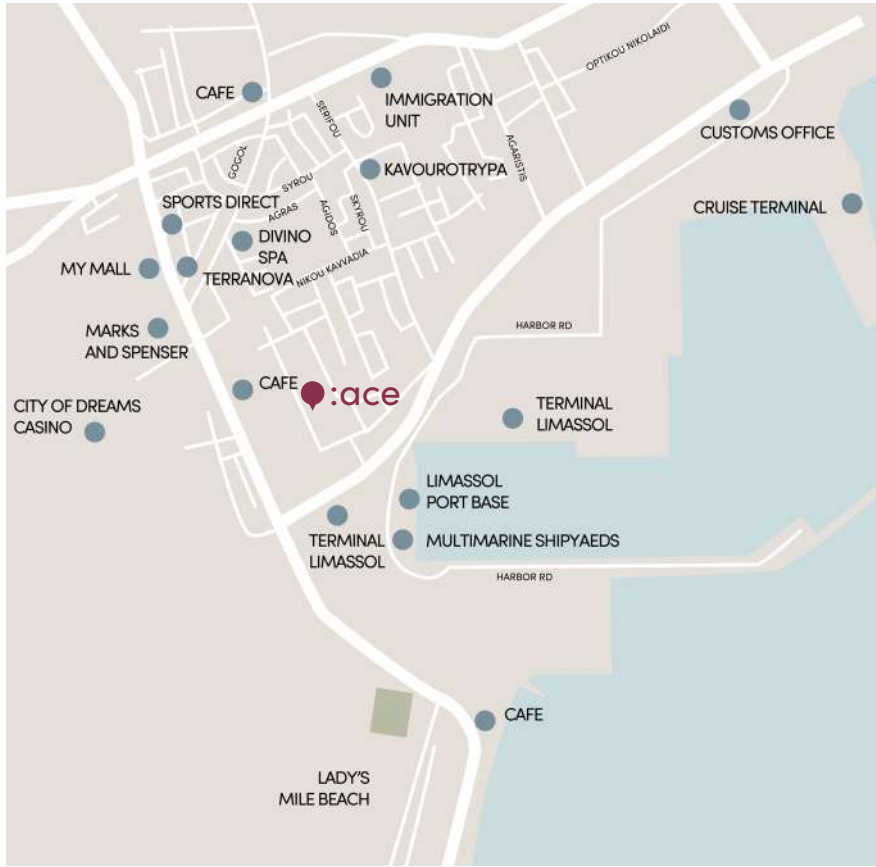 OPTIKOU NIKOLAIDI
CAFE
IMMIGRATION
UNIT
SERIFOU
CUSTOMS OFFICE
AGARISTIS
GOGOL
KAVOUROTRYPA
SYROU
SPORTS DIRECT
AGRAS
AGIDOS
SKYROU
CRUISE TERMINAL
DIVINO
SPA
MY MALL
TERRANOVA
NIKOU KAVVADIA
MARKS
AND SPENSER
HARBOR RD
CAFE
:ace
CITY OF DREAMS
CASINO
TERMINAL
LIMASSOL
LIMASSOL
PORT BASE
TERMINAL
LIMASSOL
MULTIMARINE SHIPYAEDS
HARBOR RD
CAFE
LADY'S
MILE BEACH